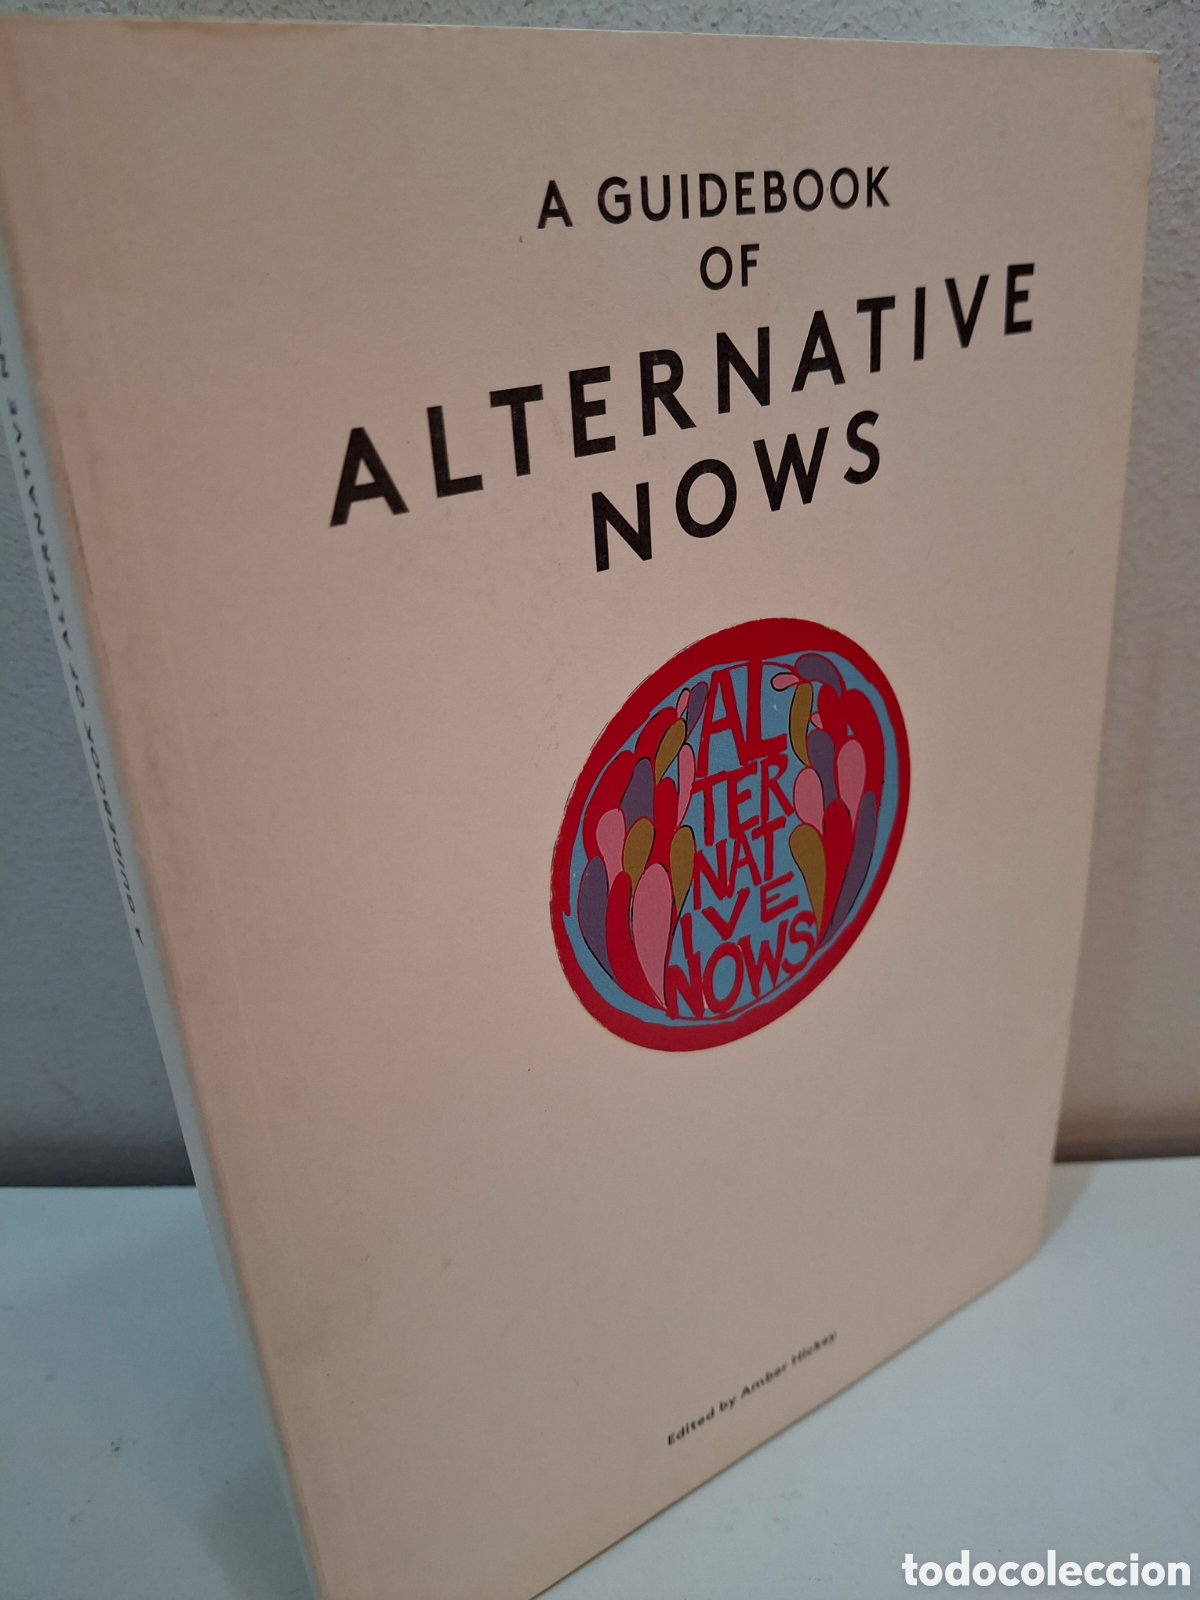 A GUIDEBOOK
OF
ALTERNATIVE
NOWS
AL
TER
NAT
IVE
NOWS
Edited by Amber Hickey
A GUIDEBOOK OF ALTERNATIVE
todocoleccion